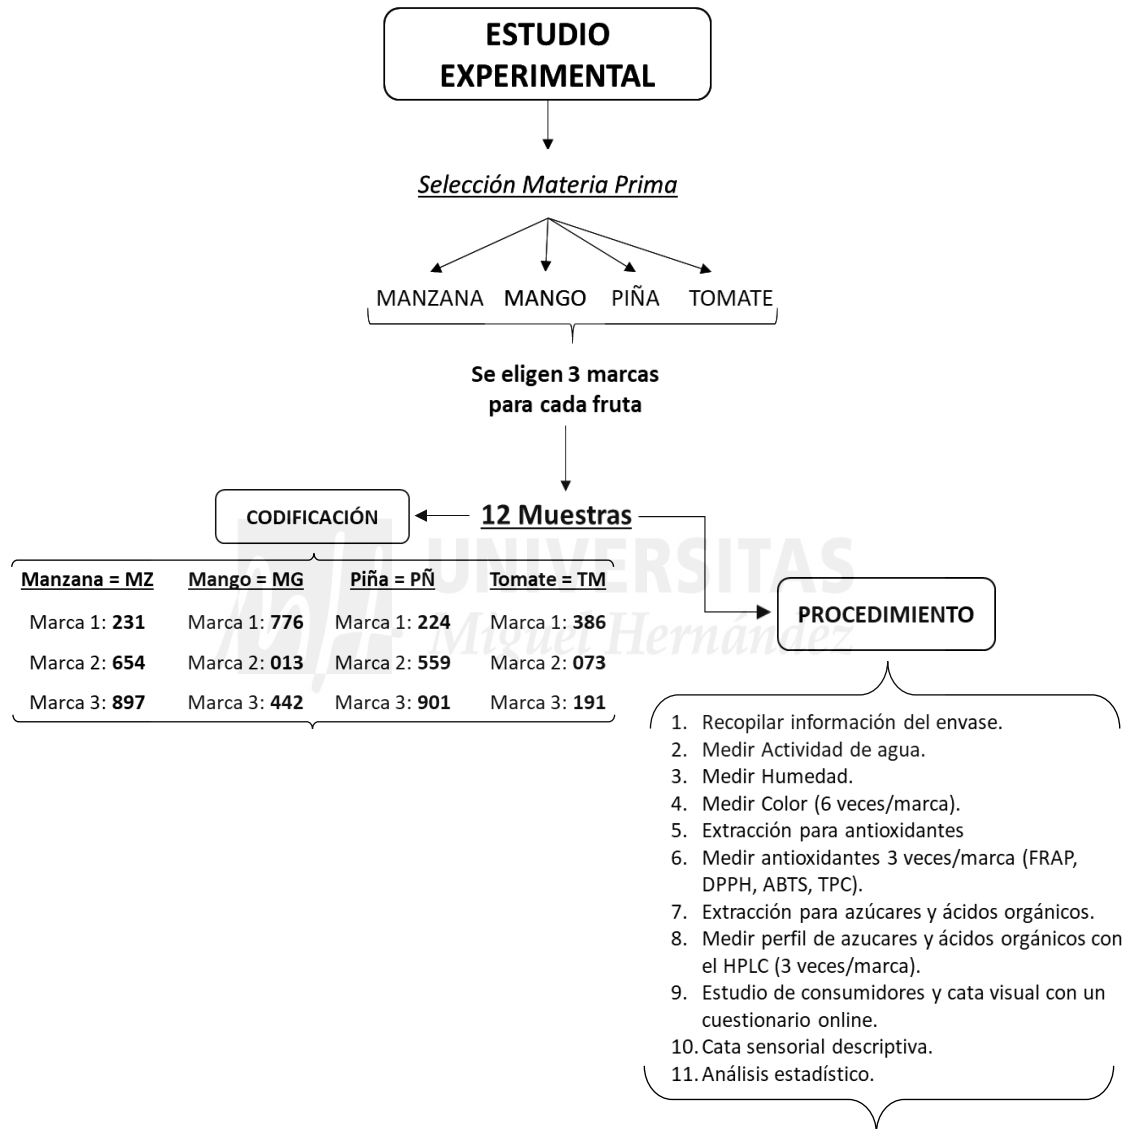 ESTUDIO
EXPERIMENTAL
Selección Materia Prima
MANZANA MANGO PIÑA TOMATE
Se eligen 3 marcas
para cada fruta
CODIFICACIÓN
12 Muestras
UNIVERSITAS
Miguel Hernández
Manzana = MZ Mango = MG Piña = PÑ Tomate = TM
Marca 1: 231 Marca 1: 776 Marca 1: 224 Marca 1: 386
Marca 2: 654 Marca 2: 013 Marca 2: 559 Marca 2: 073
Marca 3: 897 Marca 3: 442 Marca 3: 901 Marca 3: 191
PROCEDIMIENTO
1. Recopilar información del envase.
2. Medir Actividad de agua.
3. Medir Humedad.
4. Medir Color (6 veces/marca).
5. Extracción para antioxidantes
6. Medir antioxidantes 3 veces/marca (FRAP,
DPPH, ABTS, TPC).
7. Extracción para azúcares y ácidos orgánicos.
8. Medir perfil de azucares y ácidos orgánicos con
el HPLC (3 veces/marca).
9. Estudio de consumidores y cata visual con un
cuestionario online.
10. Cata sensorial descriptiva.
11. Análisis estadístico.